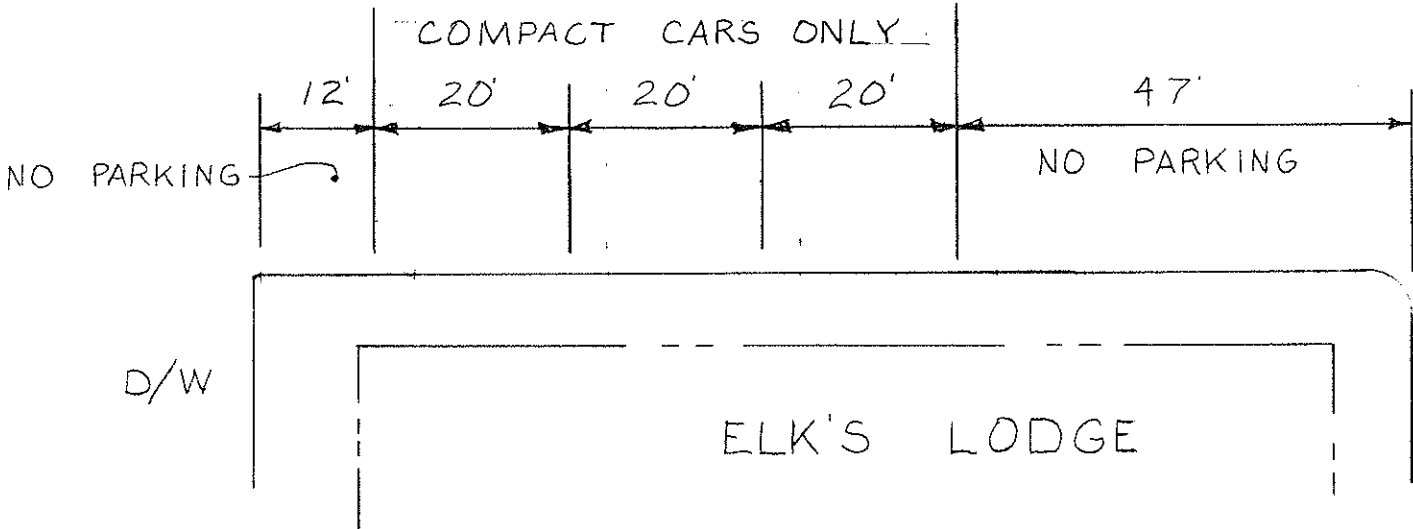 COMPACT CARS ONLY
12' 20' 20' 20' 47'
NO PARKING
NO PARKING
D/W
ELK'S LODGE